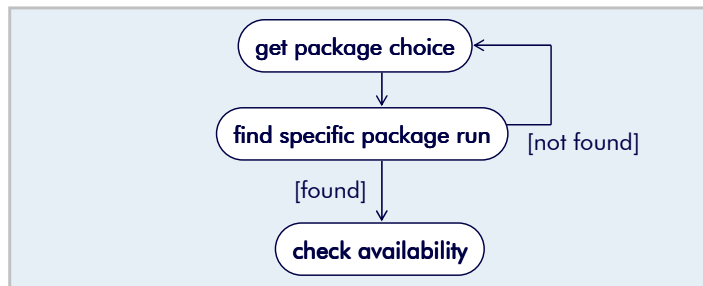 get package choice
find specific package run
[not found]
[found]
check availability